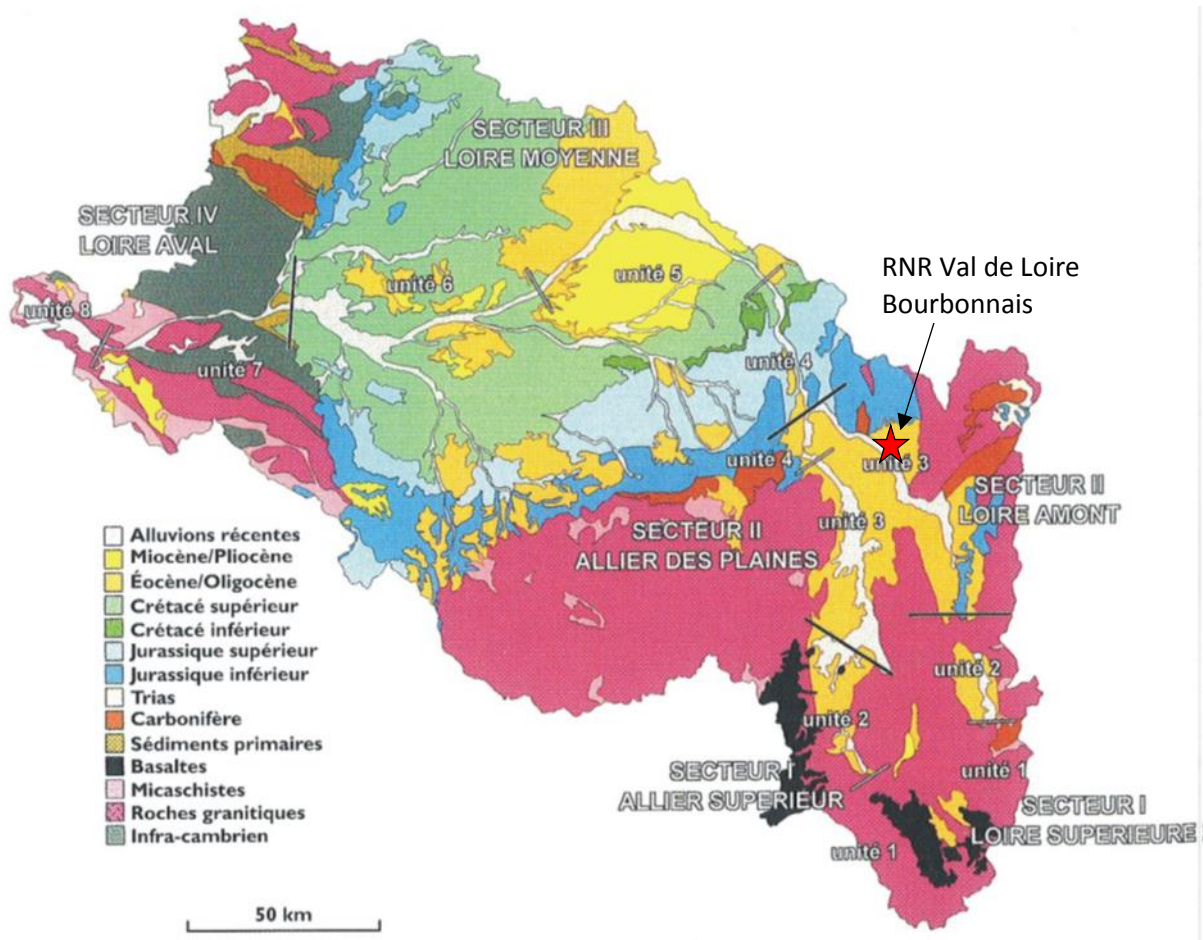 SECTEUR III
LOIRE MOYENNE
SECTEUR IV
LOIRE AVAL
RNR Val de Loire
Bourbonnais
unité 5
unité 6
unité 8
unité 7
unité 4
unité 4
unité 3
SECTEUR II
LOIRE AMONT
unité 3
SECTEUR II
ALLIER DES PLAINES
Alluvions récentes
Miocène/Pliocène
Éocène/Oligocène
Crétacé supérieur
Crétacé inférieur
Jurassique supérieur
Jurassique inférieur
Trias
Carbonifère
Sédiments primaires
Basaltes
Micaschistes
Roches granitiques
Infra-cambrien
unité 2
unité 2
SECTEUR I
ALLIER SUPERIEUR
unité 1
SECTEUR I
LOIRE SUPERIEURE
unité 1
50 km